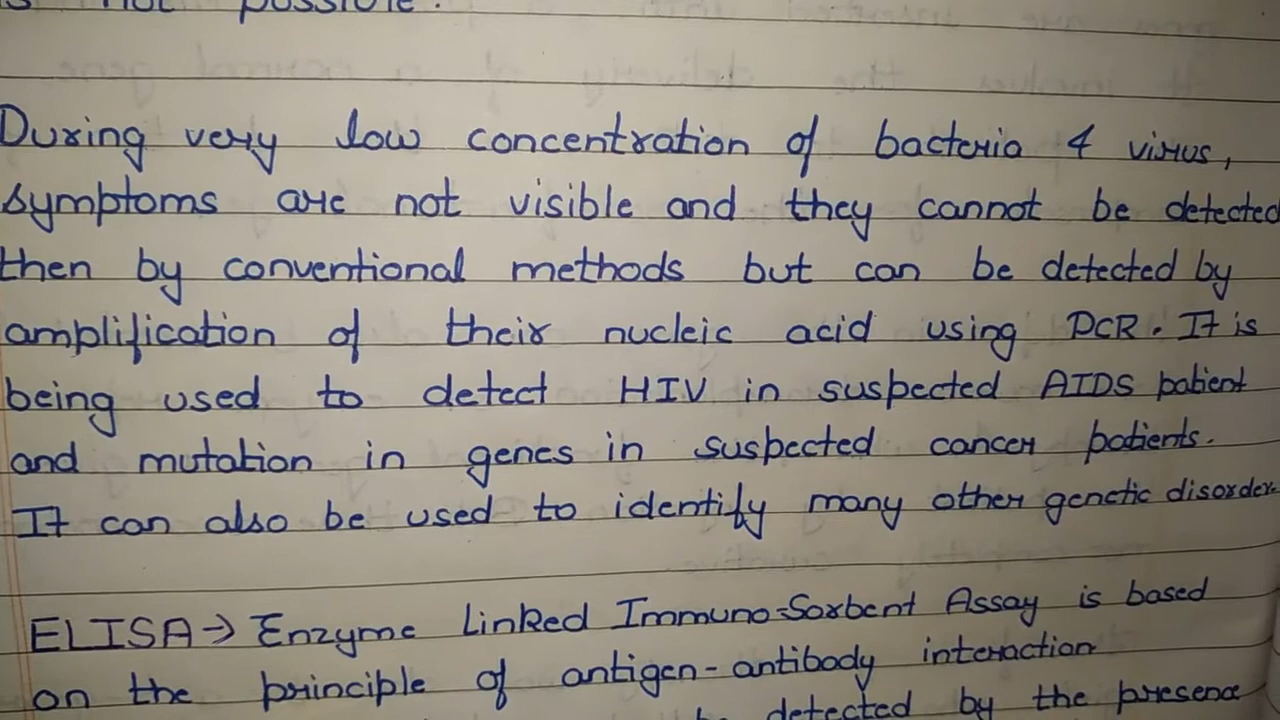 not possible.
During very low concentration of bacteria & virus,
symptoms are not visible and they cannot be detected
then by conventional methods but can be detected by
amplification of their nucleic acid using PCR. It is
being used to detect HIV in suspected AIDS patient
and mutation in genes in suspected cancer patients.
It can also be used to identify many other genetic disorder
ELISA → Enzyme Linked Immuno-Sorbent Assay is based
on the principle of antigen-antibody interaction
detected by the presence